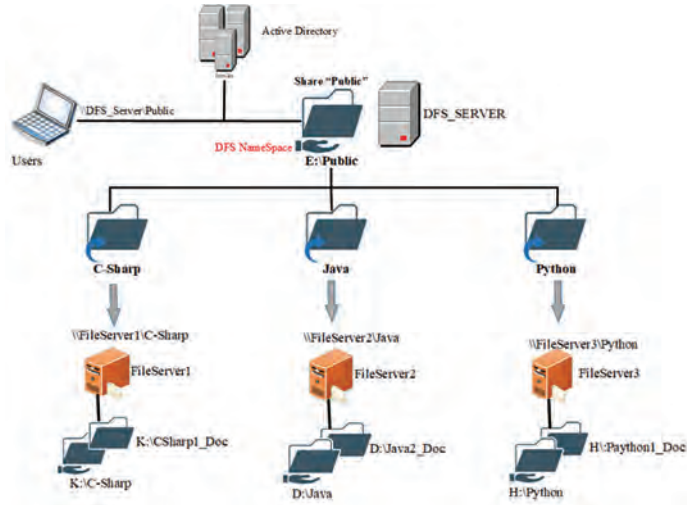 Active Directory
Share "Public"
\\DFS_Server\Public
DFS_SERVER
Users
DFS NameSpace
E:\Public
C-Sharp
Java
Python
\\FileServer1\C-Sharp
\\FileServer2\Java
\\FileServer3\Python
FileServer1
FileServer2
FileServer3
K:\CSharp1_Doc
D:\Java2_Doc
H\:Paython1_Doc
K:\C-Sharp
D:\Java
H:\Python